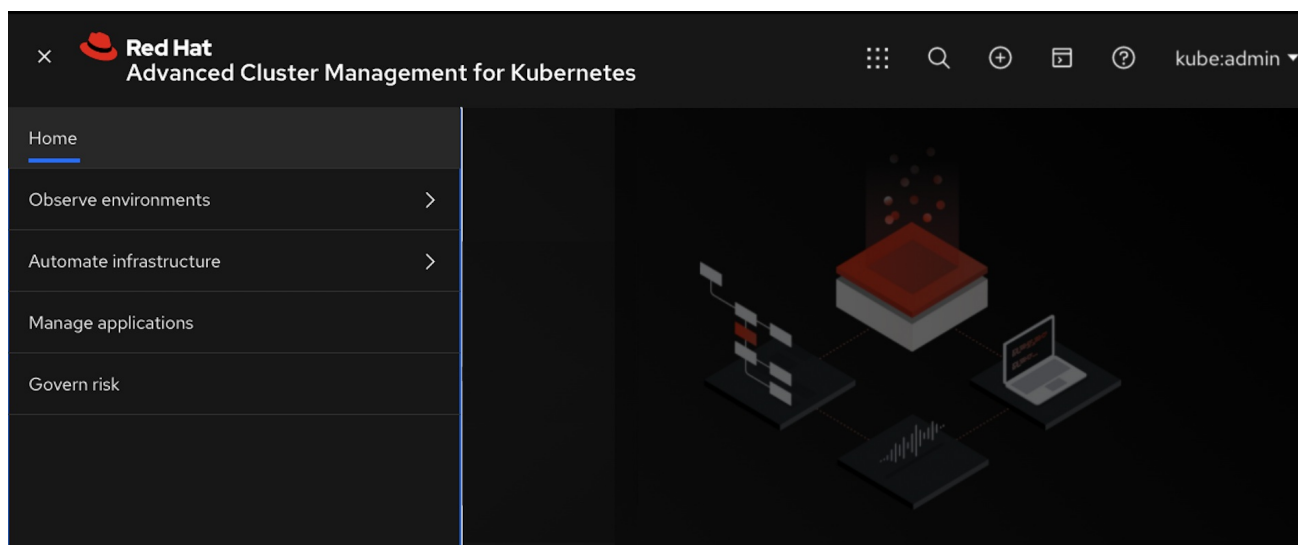 Red Hat
Advanced Cluster Management for Kubernetes
kube:admin
Home
Observe environments
Automate infrastructure
Manage applications
Govern risk